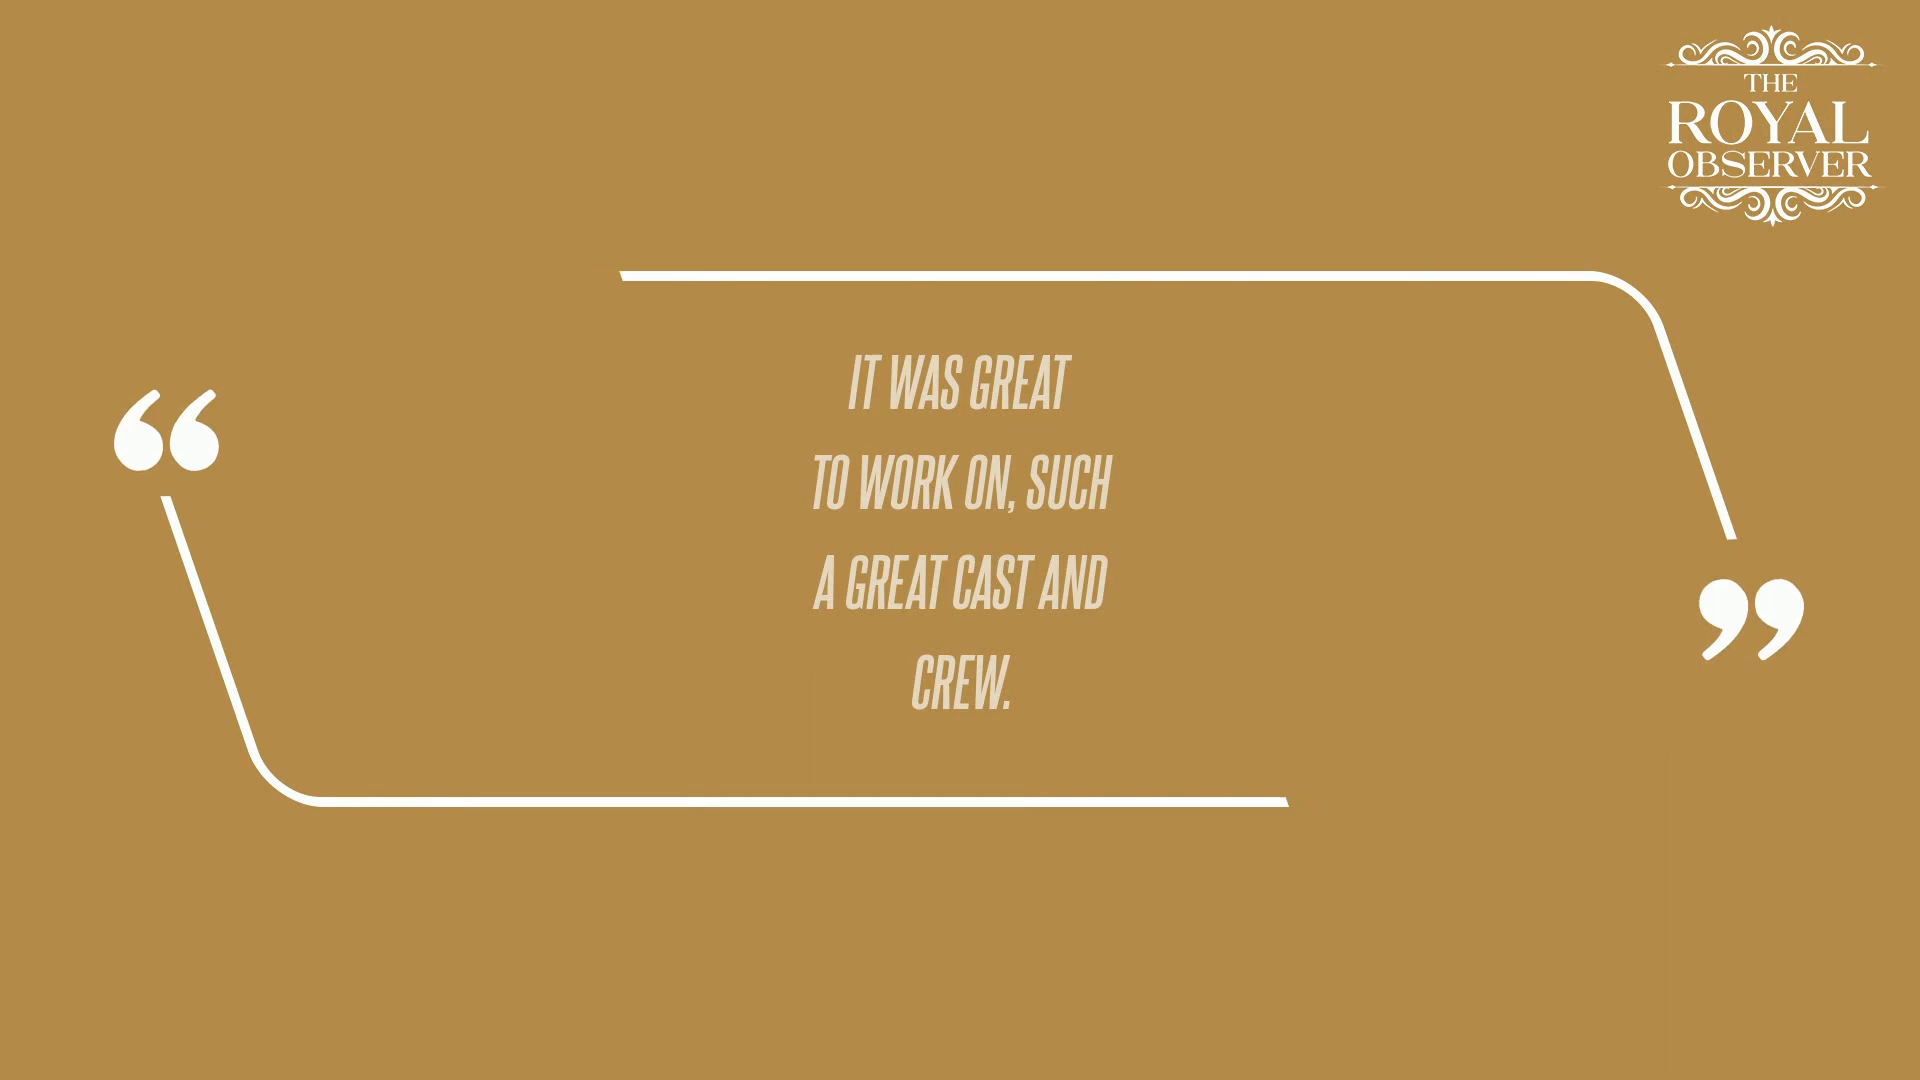 THE
ROYAL
OBSERVER
“
IT WAS GREAT
TO WORK ON, SUCH
A GREAT CAST AND
CREW.
”